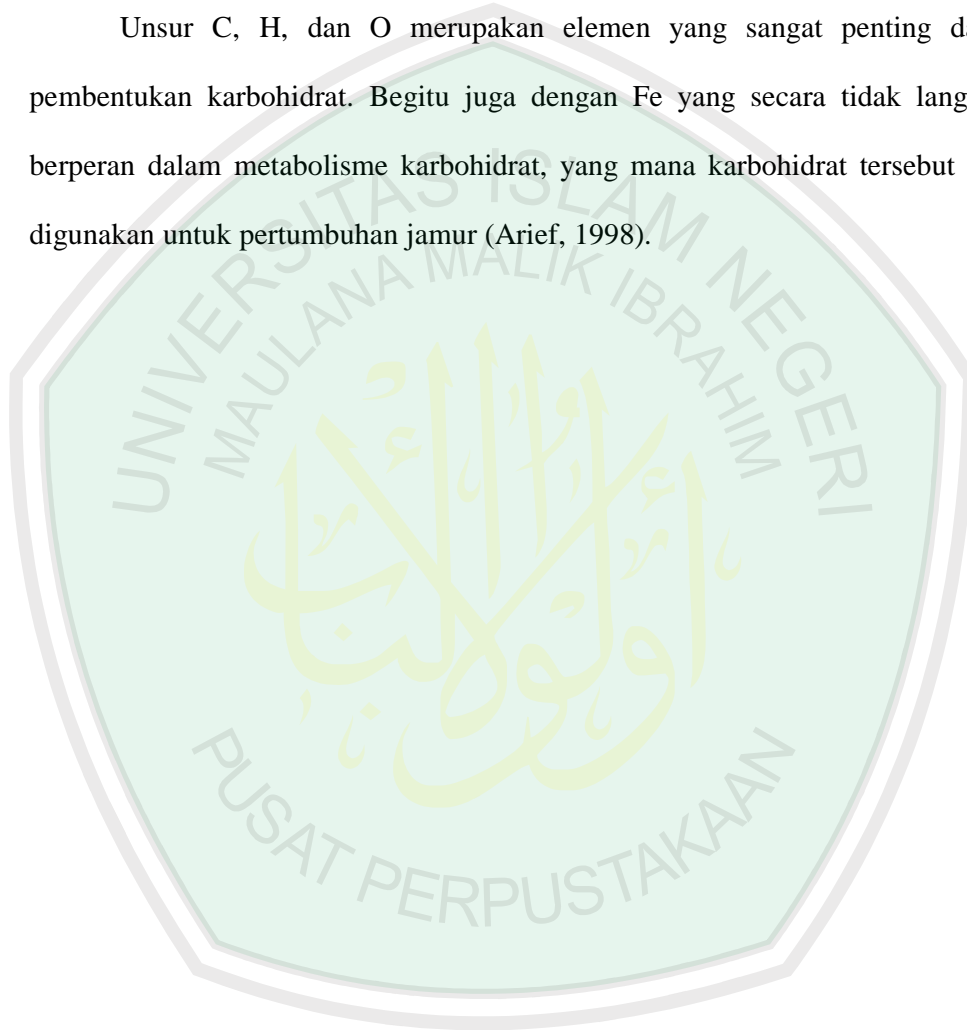 Unsur C, H, dan O merupakan elemen yang sangat penting
pembentukan karbohidrat. Begitu juga dengan Fe yang secara tidak
berperan dalam metabolisme karbohidrat, yang mana karbohidrat tersebut
digunakan untuk pertumbuhan jamur (Arief, 1998).
UNIVERSITAS ISLAM NEGERI
MAULANA MALIK IBRAHIM
أولوا الألباب
PUSAT PERPUSTAKAAN